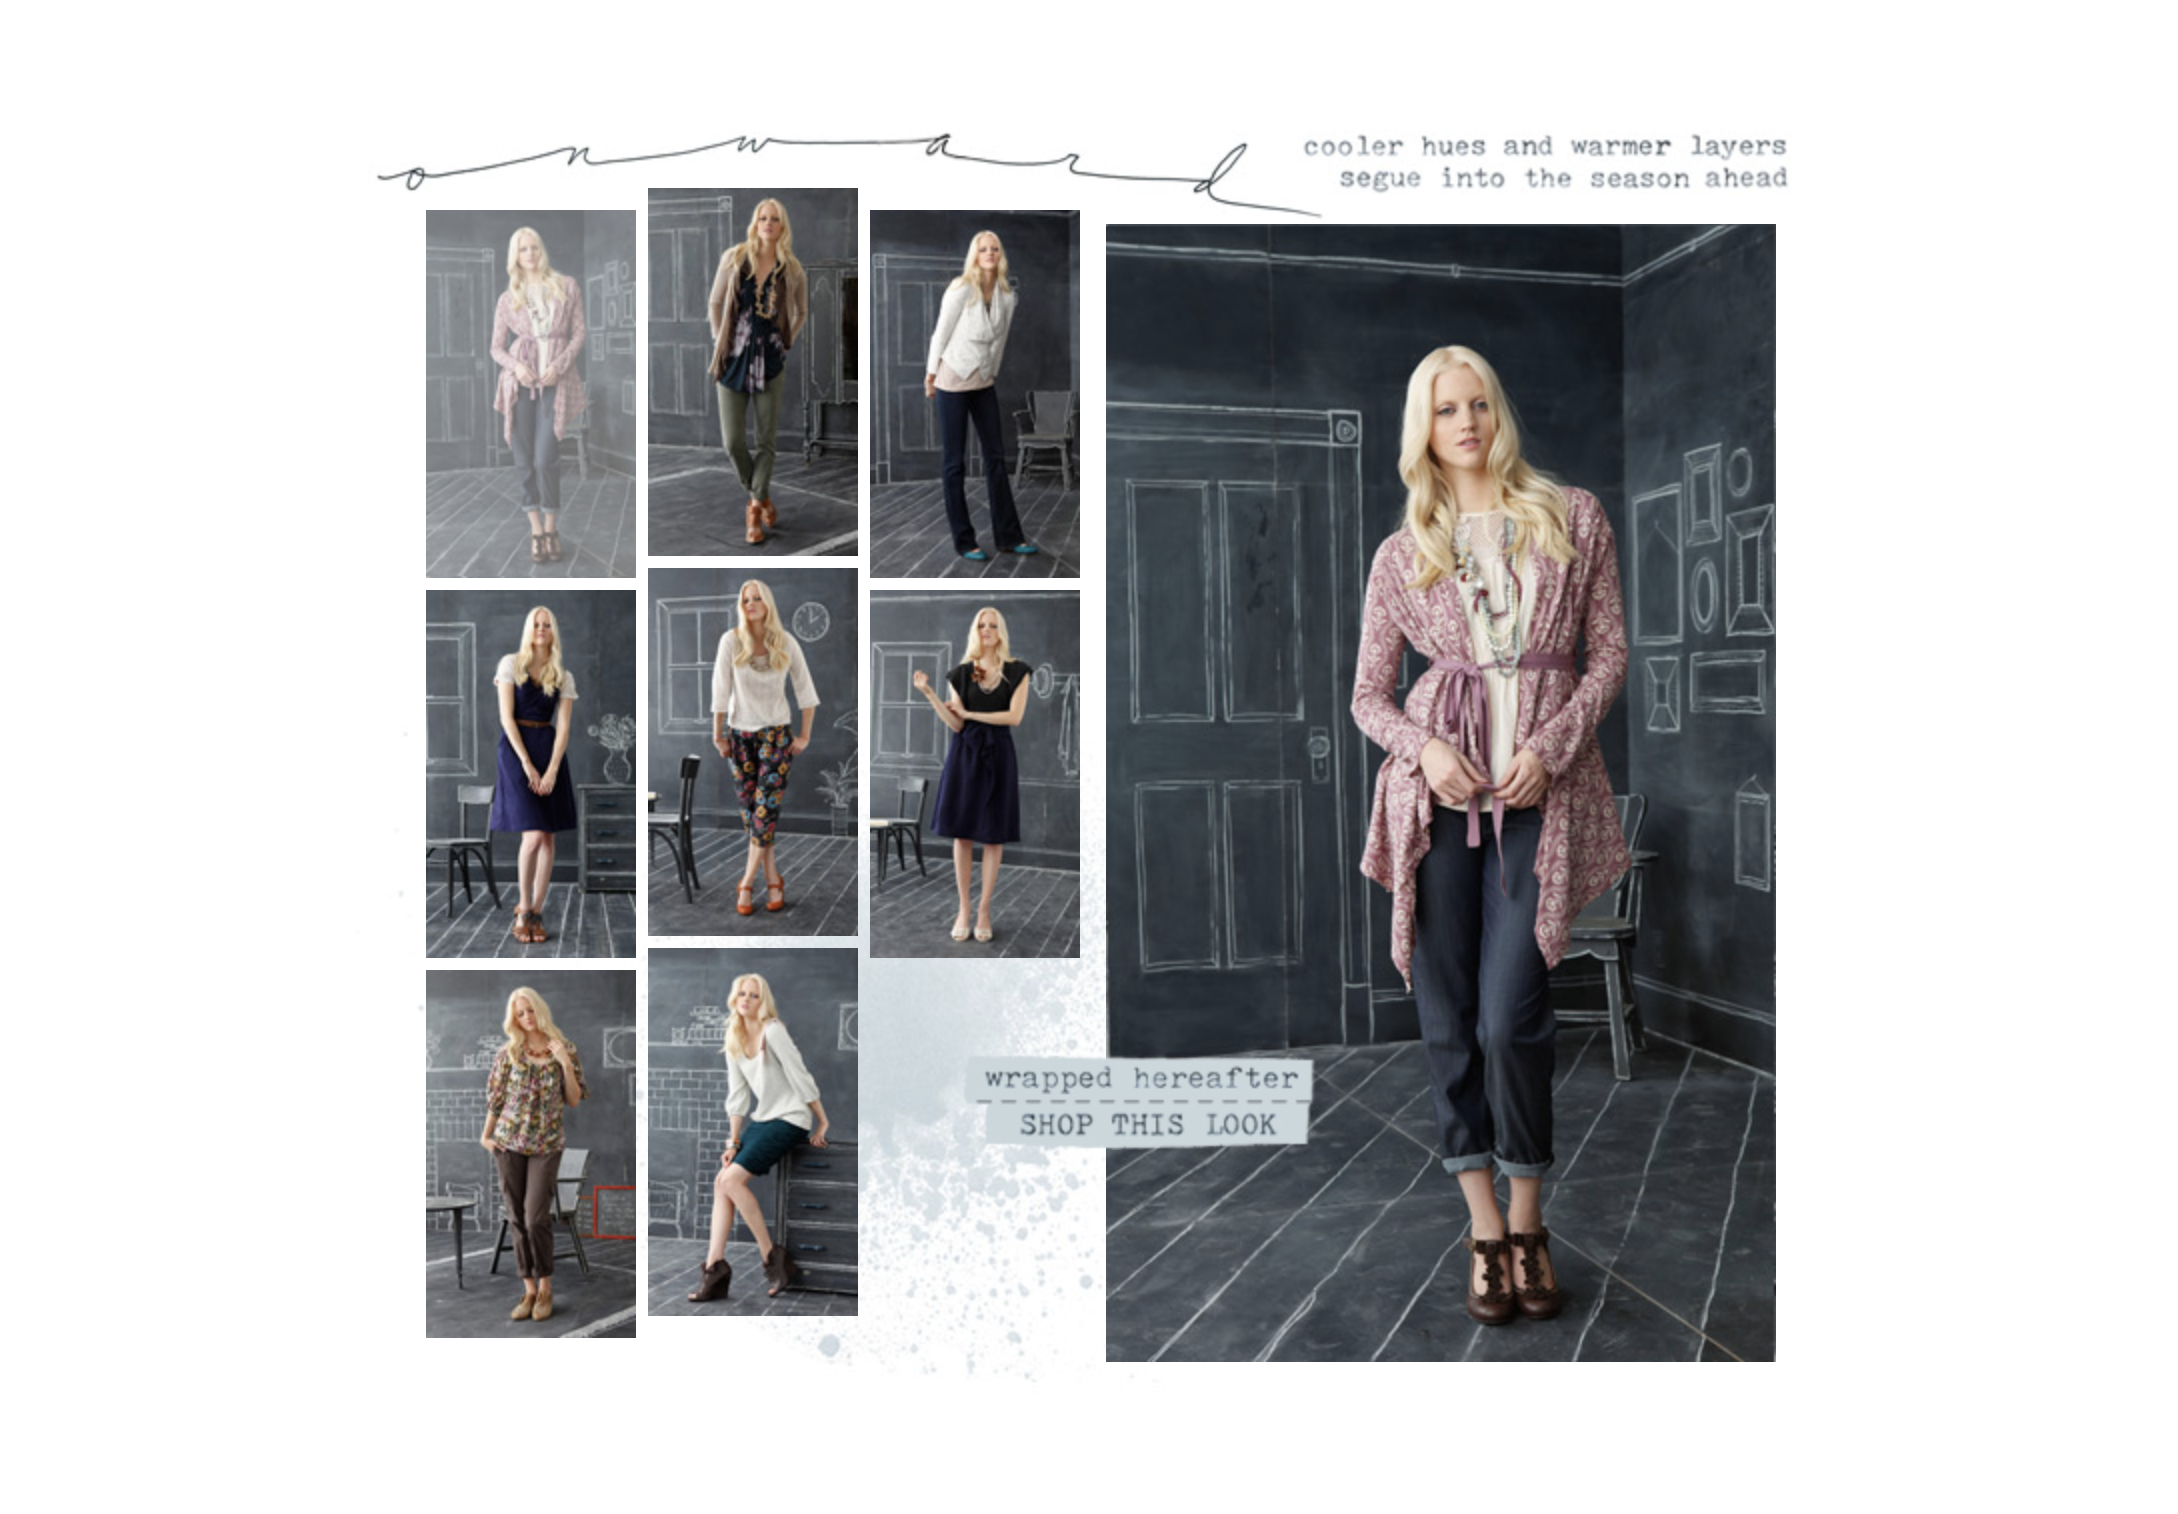 onward
cooler hues and warmer layers
segue into the season ahead
wrapped hereafter
SHOP THIS LOOK